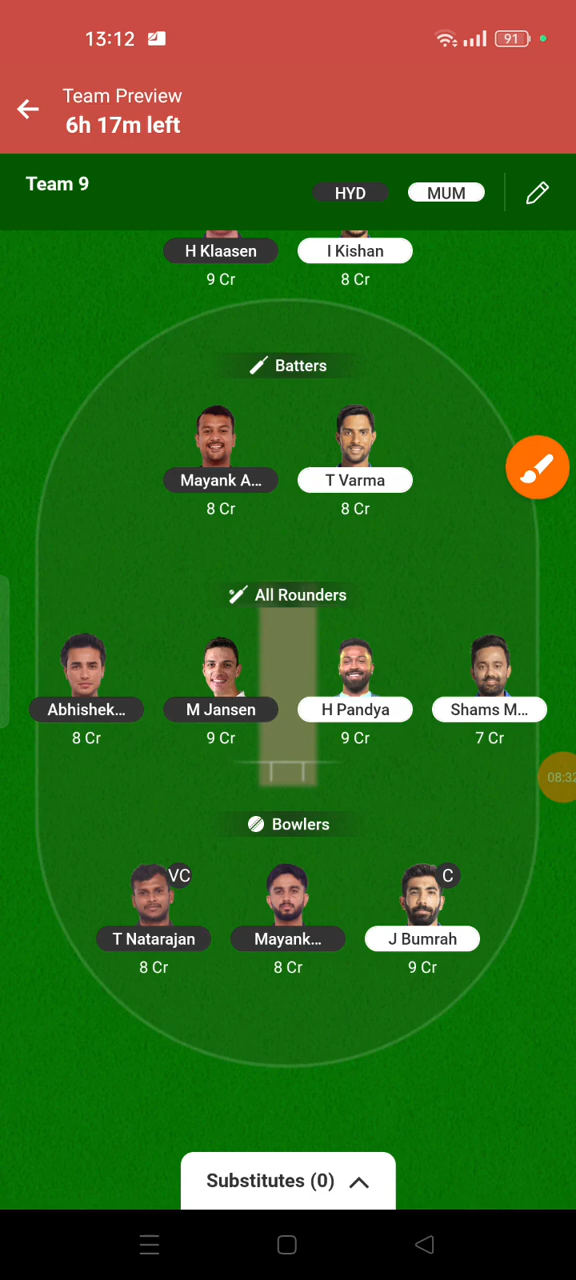 13:12
91
Team Preview
6h 17m left
Team 9
HYD MUM
H Klaasen I Kishan
9 Cr 8 Cr
Batters
Mayank A... T Varma
8 Cr 8 Cr
All Rounders
Abhishek... M Jansen H Pandya Shams M...
8 Cr 9 Cr 9 Cr 7 Cr
08:32
Bowlers
VC C
T Natarajan Mayank... J Bumrah
8 Cr 8 Cr 9 Cr
Substitutes (0)